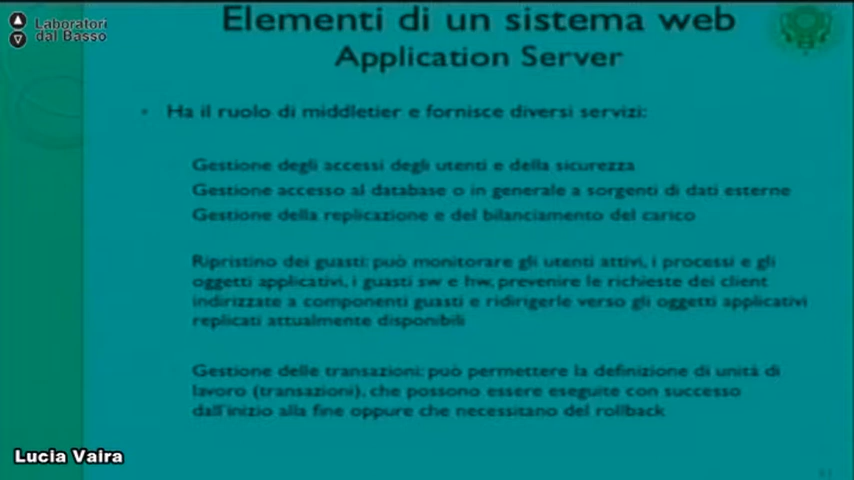 Laboratori
dal Basso
Elementi di un sistema web
Application Server
• Ha il ruolo di middletier e fornisce diversi servizi:
Gestione degli accessi degli utenti e della sicurezza
Gestione accesso al database o in generale a sorgenti di dati esterne
Gestione della replicazione e del bilanciamento del carico
Ripristino dei guasti: può monitorare gli utenti attivi, i processi e gli
oggetti applicativi, i guasti sw e hw, prevenire le richieste dei client
indirizzate a componenti guasti e ridirigerle verso gli oggetti applicativi
replicati attualmente disponibili
Gestione delle transazioni: può permettere la definizione di unità di
lavoro (transazioni), che possono essere eseguite con successo
dall'inizio alla fine oppure che necessitano del rollback
Lucia Vaira